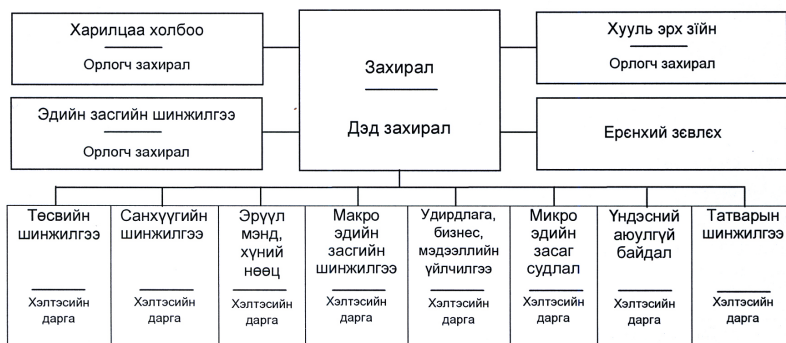 Харилцаа холбоо
Орлогч захирал
Захирал
Дэд захирал
Хууль эрх зїйн
Орлогч захирал
Эдийн засгийн шинжилгээ
Орлогч захирал
Ерєнхий зєвлєх
Төсвийн
шинжилгээ
Хэлтэсийн
дарга
Санхүүгийн
шинжилгээ
Хэлтэсийн
дарга
Эрүүл
мэнд,
хүний
нөөц
Хэлтэсийн
дарга
Макро
эдийн
засгийн
шинжилгээ
Хэлтэсийн
дарга
Удирдлага,
бизнес,
мэдээллийн
үйлчилгээ
Хэлтэсийн
дарга
Микро
эдийн
засаг
судлал
Хэлтэсийн
дарга
Үндэсний
аюулгүй
байдал
Хэлтэсийн
дарга
Татварын
шинжилгээ
Хэлтэсийн
дарга